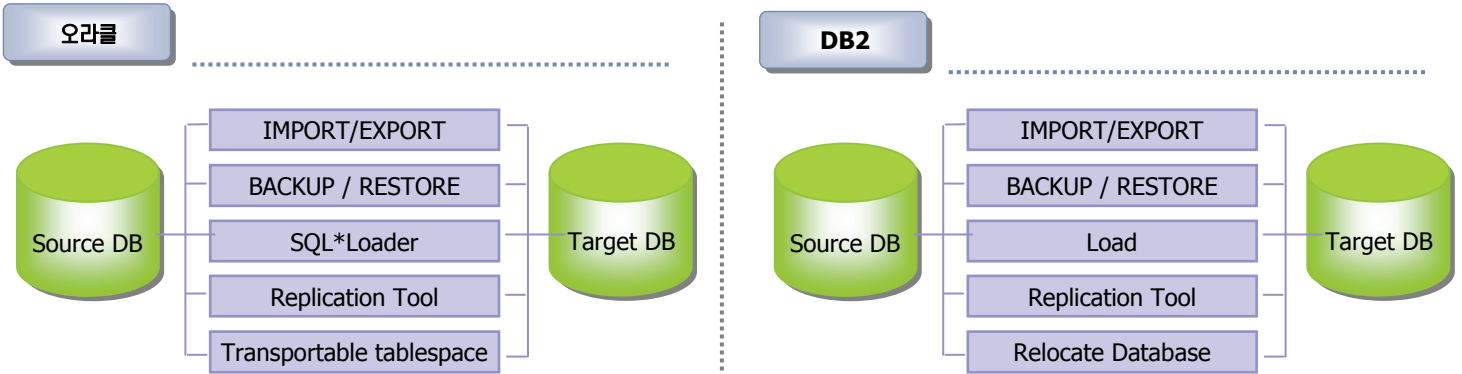 오라클
Source DB
IMPORT/EXPORT
BACKUP / RESTORE
SQL*Loader
Replication Tool
Transportable tablespace
Target DB
DB2
Source DB
IMPORT/EXPORT
BACKUP / RESTORE
Load
Replication Tool
Relocate Database
Target DB